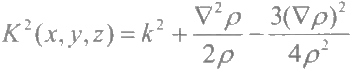 K²(x, y, z) = k² + ∇²ρ / 2ρ − 3(∇ρ)² / 4ρ²